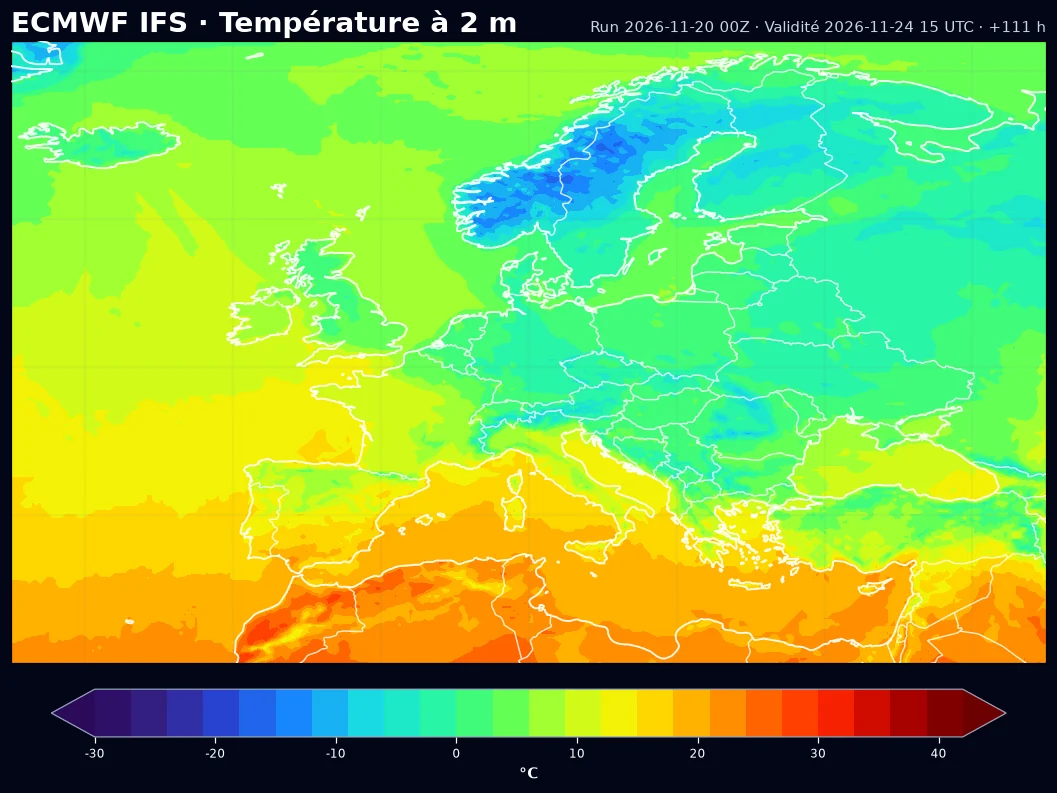 ECMWF IFS · Température à 2 m
Run 2026-11-20 00Z · Validité 2026-11-24 15 UTC · +111 h
-30 -20 -10 0 10 20 30 40
°C